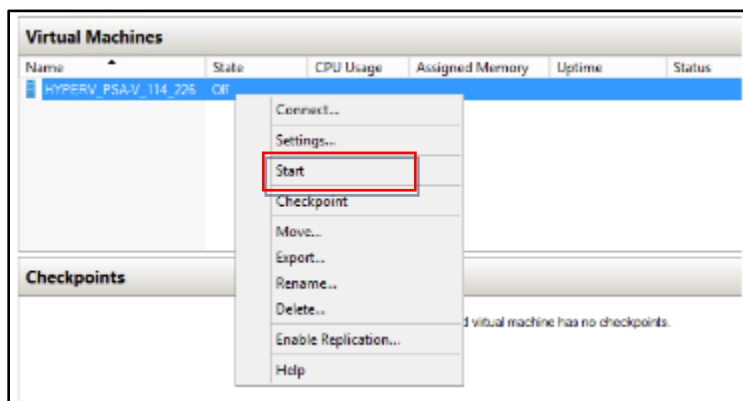 Virtual Machines
Name State CPU Usage Assigned Memory Uptime Status
HYPERV_PSA-V_114_226 Off
Connect...
Settings...
Start
Checkpoint
Move...
Export...
Rename...
Delete...
Enable Replication...
Help
Checkpoints
d virtual machine has no checkpoints.